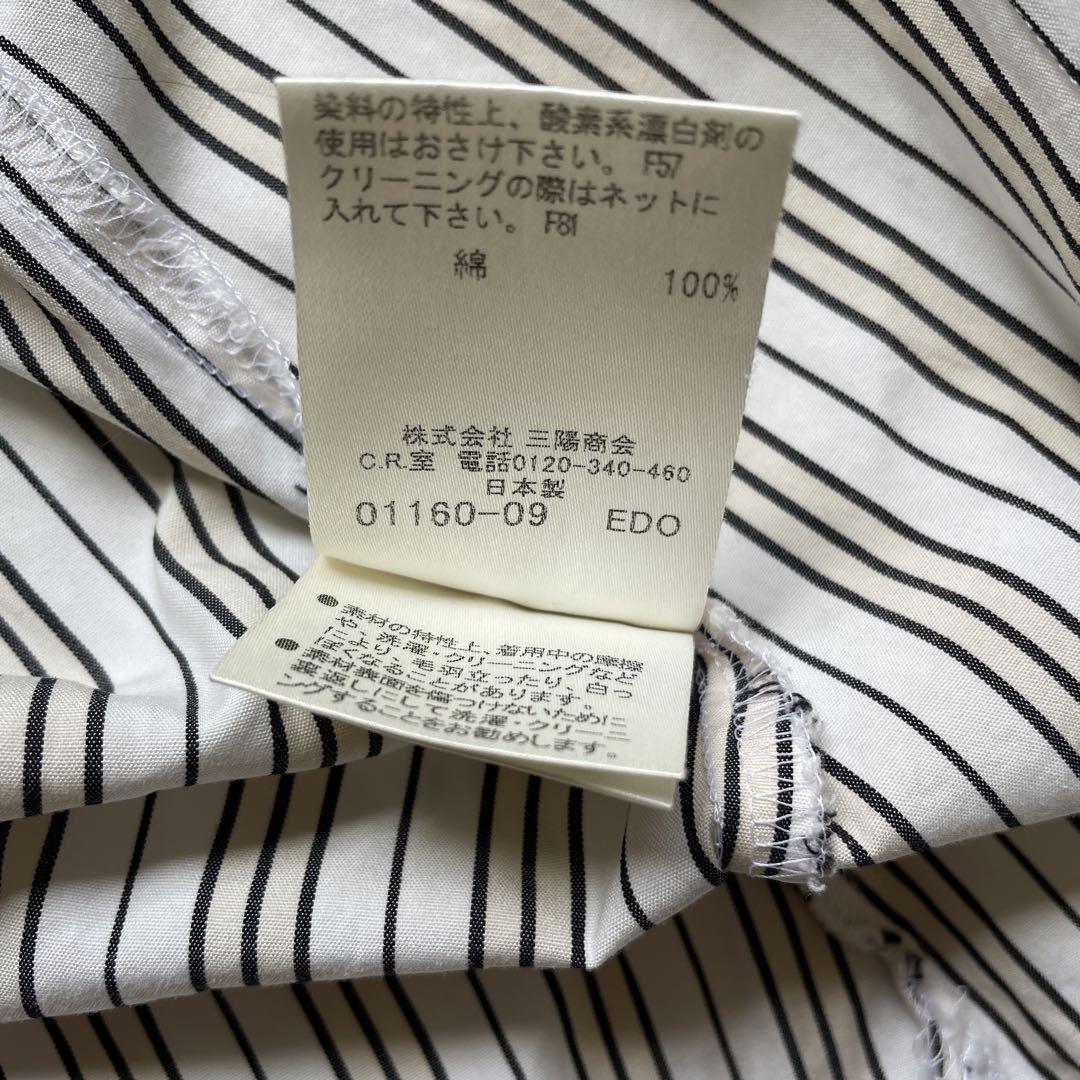 染料の特性上、酸素系漂白剤の
使用はおさけ下さい。 F57
クリーニングの際はネットに
入れて下さい。 F81
綿 100%
株式会社 三陽商会
C.R.室 電話0120-340-460
日本製
01160-09 EDO
●素材の特性上、着用中の摩擦
や、洗濯・クリーニングなど
により、毛羽立ったり、白っ
ぽくなることがあります。
●素材表面を傷つけないために
裏返しにして洗濯・クリーニ
ングすることをお勧めします。